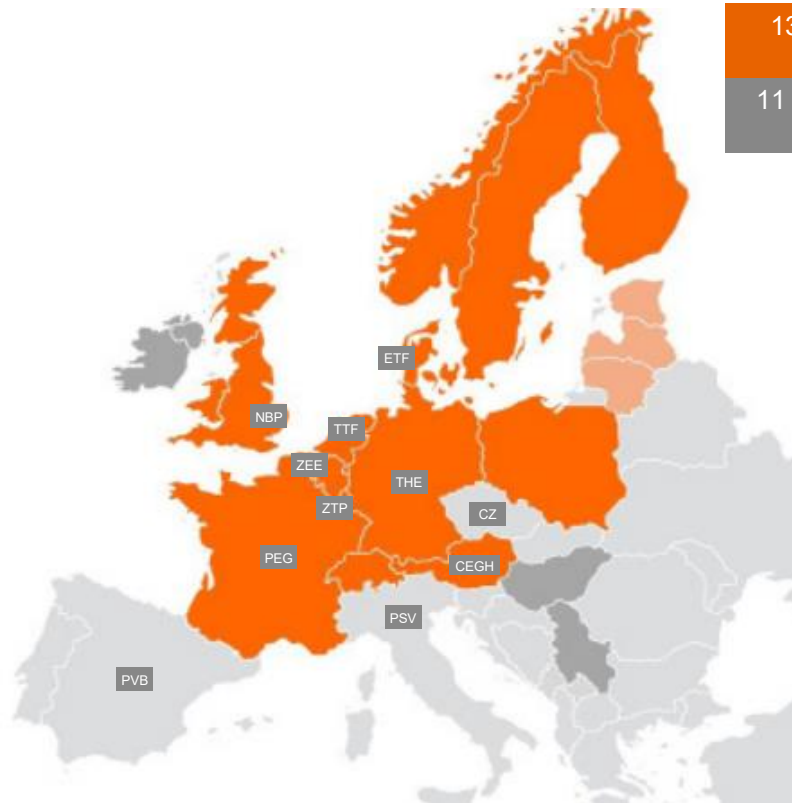 13
11
ETF
NBP
TTF
ZEE
THE
ZTP
CZ
PEG
CEGH
PSV
PVB